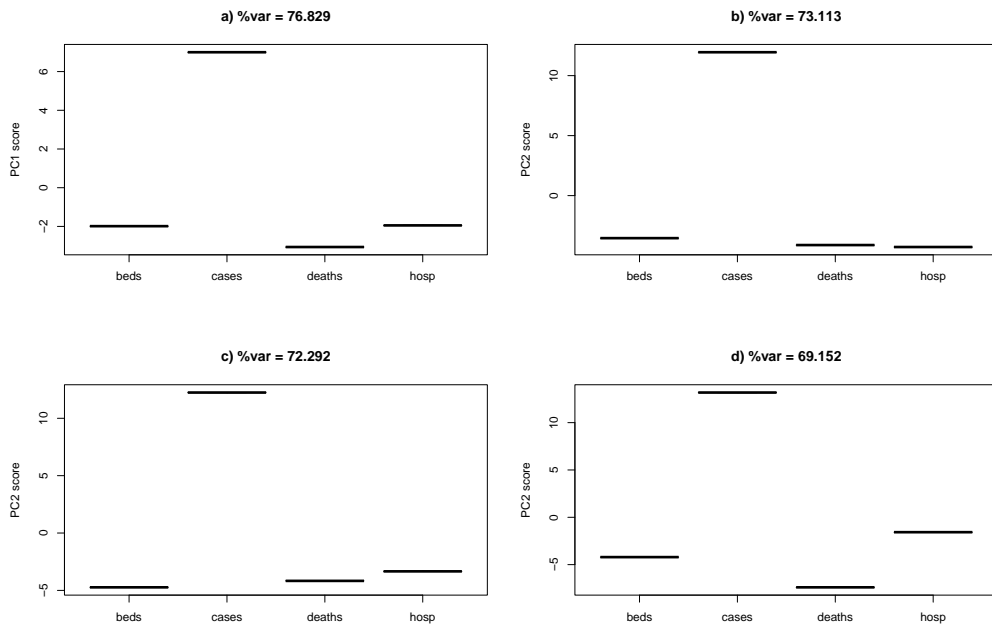 a) %var = 76.829
PC1 score
6
4
2
0
−2
beds cases deaths hosp
b) %var = 73.113
PC2 score
10
5
0
beds cases deaths hosp
c) %var = 72.292
PC2 score
10
5
0
−5
beds cases deaths hosp
d) %var = 69.152
PC2 score
10
5
0
−5
beds cases deaths hosp